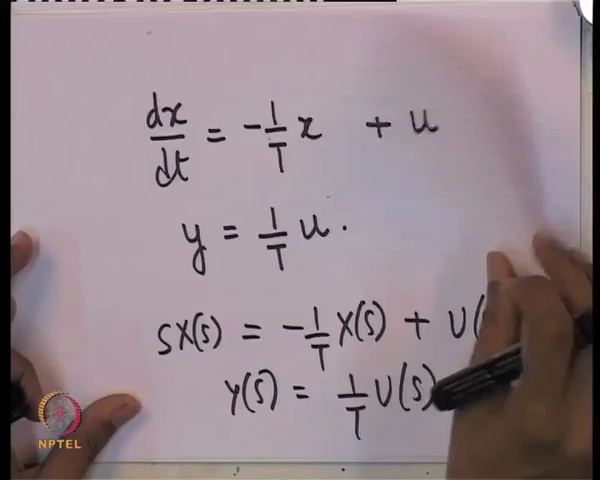 dx/dt = -1/T x + u
y = 1/T u.
SX(s) = -1/T X(s) + U(
Y(s) = 1/T U(s)
NPTEL